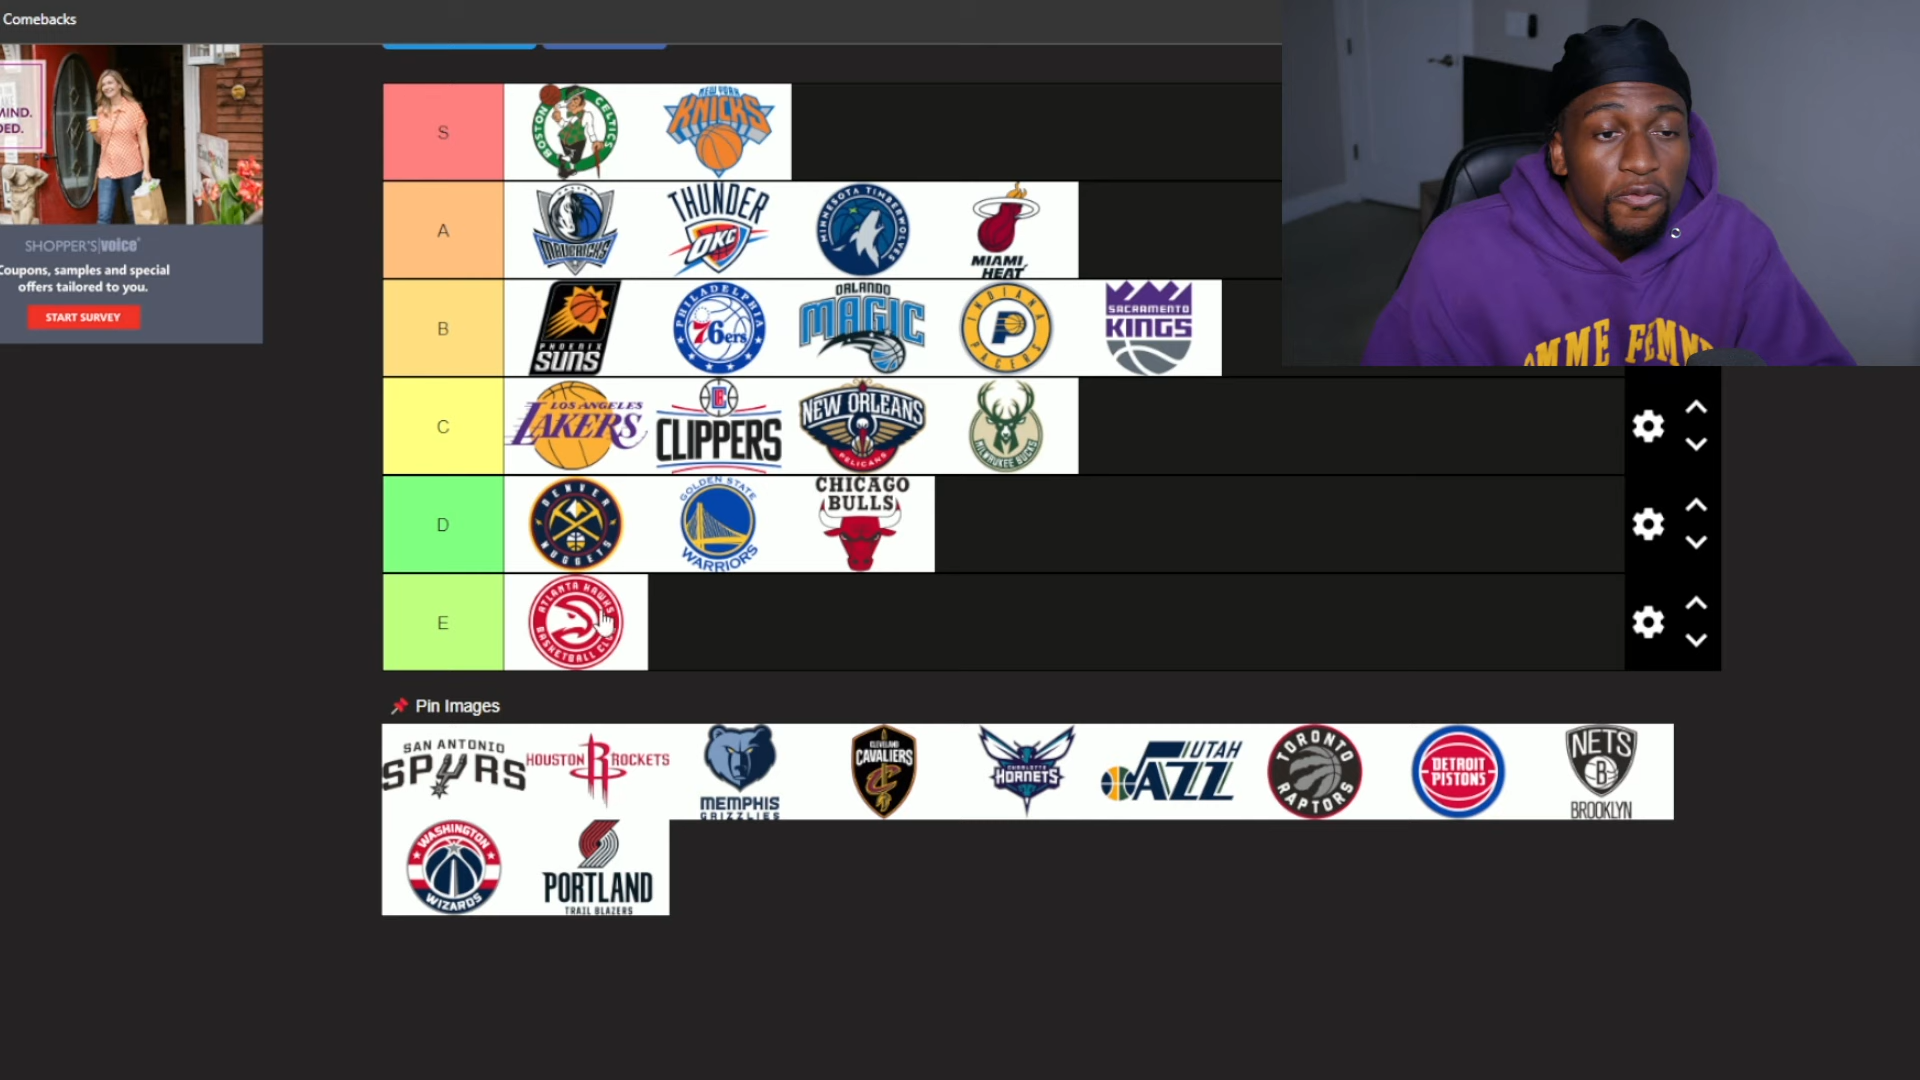 Comebacks
MIND.
DED.
SHOPPER'S voice
Coupons, samples and special
offers tailored to you.
START SURVEY
S
BOSTON CELTICS
NEW YORK
KNICKS
A
MAVERICKS
THUNDER
OKC
MINNESOTA TIMBERWOLVES
MIAMI
HEAT
B
PHOENIX
SUNS
PHILADELPHIA
76ers
ORLANDO
MAGIC
INDIANA
P
PACERS
SACRAMENTO
KINGS
C
LOS ANGELES
LAKERS
CLIPPERS
NEW ORLEANS
PELICANS
MILWAUKEE BUCKS
D
DENVER
NUGGETS
GOLDEN STATE
WARRIORS
CHICAGO
BULLS
E
ATLANTA HAWKS
BASKETBALL CLUB
OMME FEMM
Pin Images
SAN ANTONIO
SPURS
HOUSTON R ROCKETS
MEMPHIS
GRIZZLIES
CLEVELAND
CAVALIERS
C
CHARLOTTE
HORNETS
UTAH
JAZZ
TORONTO
RAPTORS
DETROIT
PISTONS
NETS
B
BROOKLYN
WASHINGTON
WIZARDS
PORTLAND
TRAIL BLAZERS